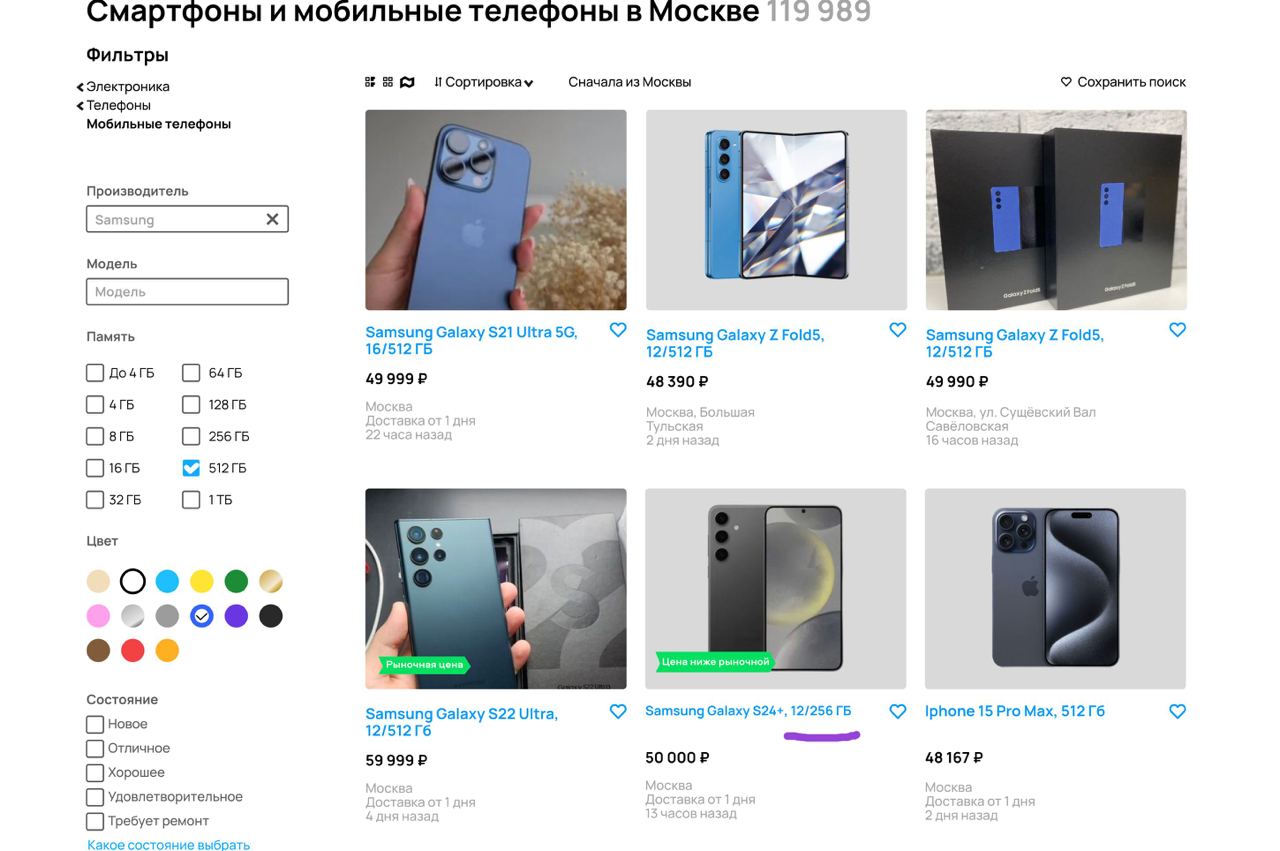 Смартфоны и мобильные телефоны в Москве 119 989
Фильтры
Электроника
Телефоны
Мобильные телефоны
Сортировка
Сначала из Москвы
Сохранить поиск
Производитель
Samsung
Модель
Модель
Память
До 4 ГБ
64 ГБ
4 ГБ
128 ГБ
8 ГБ
256 ГБ
16 ГБ
512 ГБ
32 ГБ
1 ТБ
Цвет
Состояние
Новое
Отличное
Хорошее
Удовлетворительное
Требует ремонт
Какое состояние выбрать
Samsung Galaxy S21 Ultra 5G,
16/512 ГБ
49 999 ₽
Москва
Доставка от 1 дня
22 часа назад
Samsung Galaxy Z Fold5,
12/512 ГБ
48 390 ₽
Москва, Большая
Тульская
2 дня назад
Galaxy Z Fold5
Galaxy Z Fold5
Samsung Galaxy Z Fold5,
12/512 ГБ
49 990 ₽
Москва, ул. Сущёвский Вал
Савёловская
16 часов назад
Рыночная цена
Galaxy S22 Ultra
Samsung Galaxy S22 Ultra,
12/512 Гб
59 999 ₽
Москва
Доставка от 1 дня
4 дня назад
Цена ниже рыночной
Samsung Galaxy S24+, 12/256 ГБ
50 000 ₽
Москва
Доставка от 1 дня
13 часов назад
Iphone 15 Pro Max, 512 Гб
48 167 ₽
Москва
Доставка от 1 дня
2 дня назад